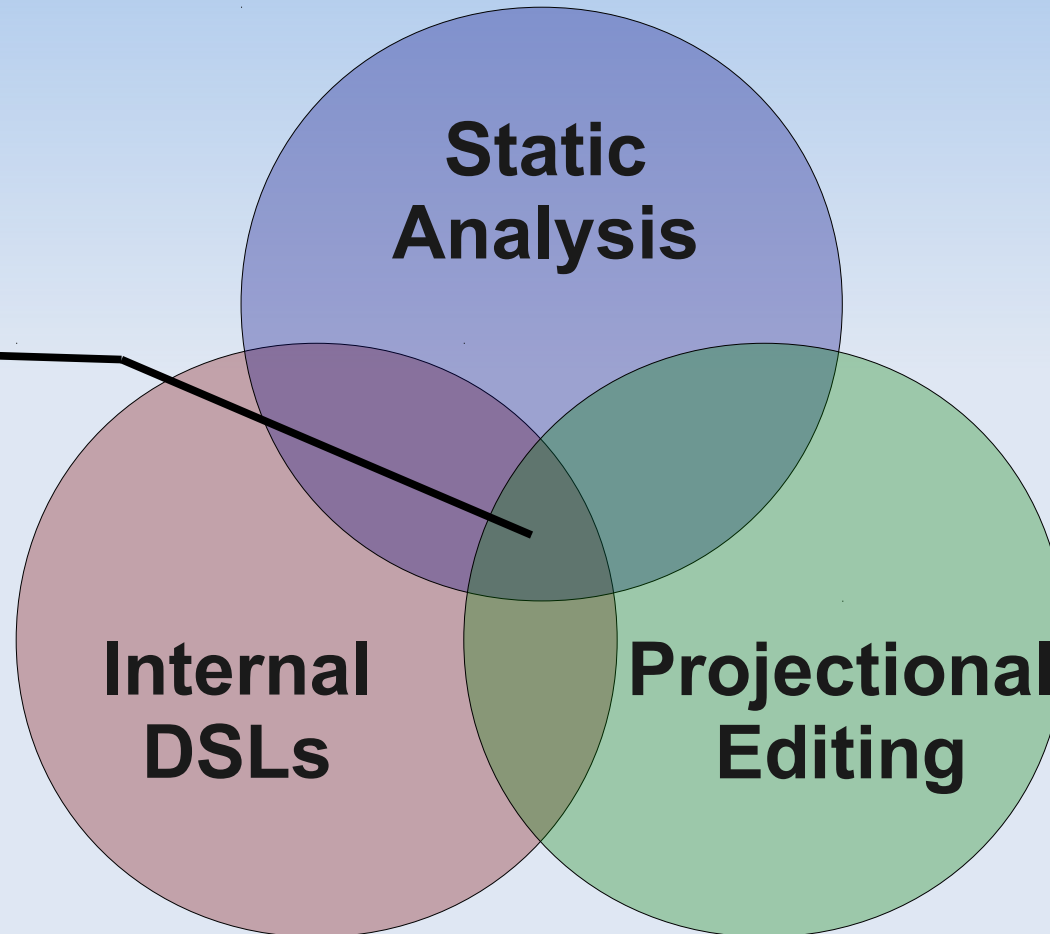 Static
Analysis
Internal
DSLs
Projectional
Editing